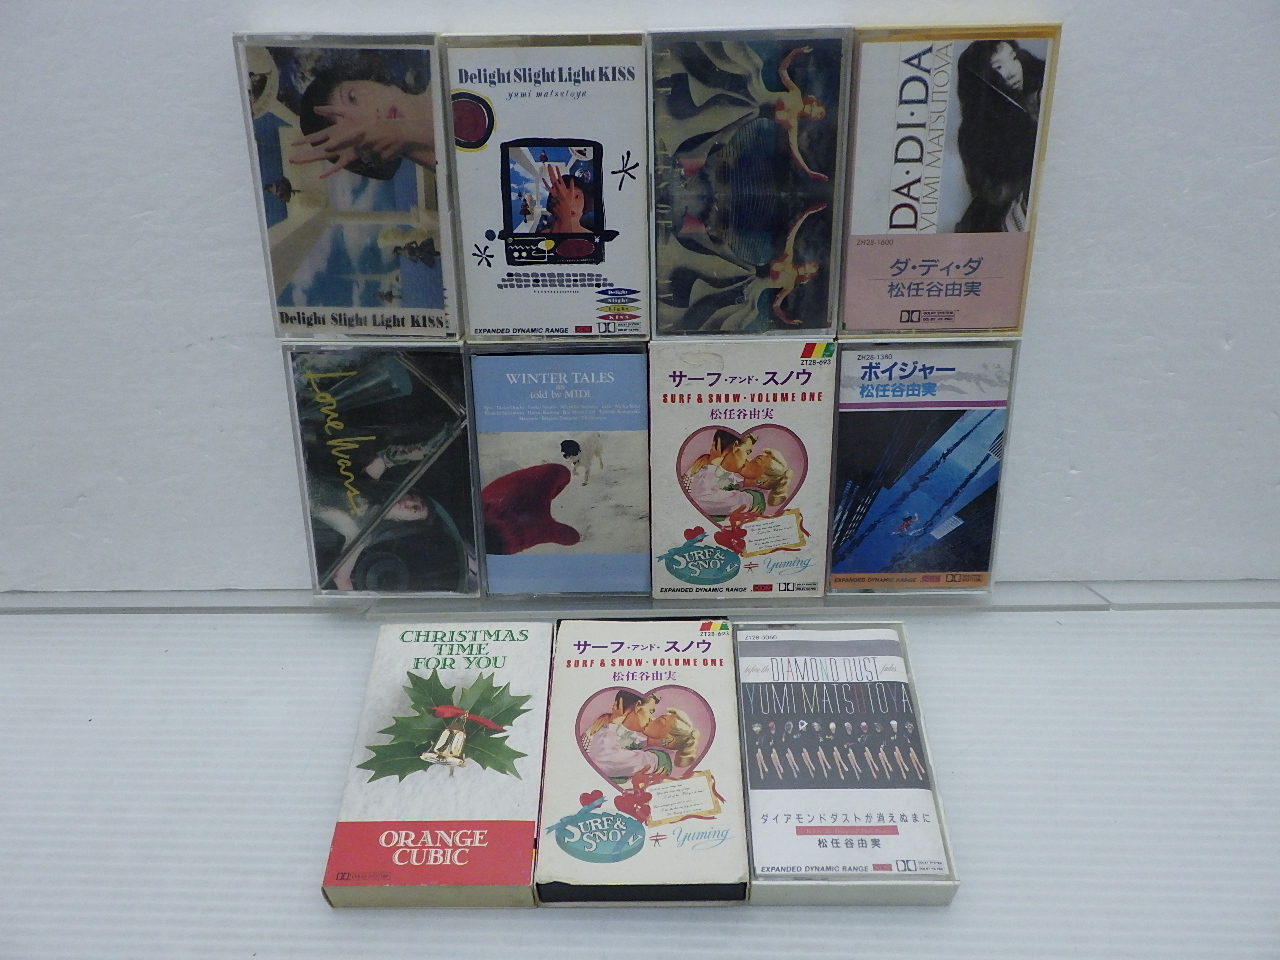 Delight Slight Light KISS
Delight Slight Light KISS
yumi matsutoya
Delight
Slight
Light
KISS
EXPANDED DYNAMIC RANGE
DA·DI·DA
YUMI MATSUTOYA
ZH28-1600
ダ・ディ・ダ
松任谷由実
Love Wars
WINTER TALES
told by MIDI
ZT28-693
サーフ・アンド・スノウ
SURF & SNOW・VOLUME ONE
松任谷由実
SURF &
SNOW
Yuming
EXPANDED DYNAMIC RANGE
ZH28-1380
ボイジャー
松任谷由実
EXPANDED DYNAMIC RANGE
CHRISTMAS
TIME
FOR YOU
ORANGE
CUBIC
ZT28-693
サーフ・アンド・スノウ
SURF & SNOW・VOLUME ONE
松任谷由実
SURF &
SNOW
Yuming
before the DIAMOND DUST fades...
YUMI MATSUTOYA
ダイアモンドダストが消えぬまに
松任谷由実
EXPANDED DYNAMIC RANGE